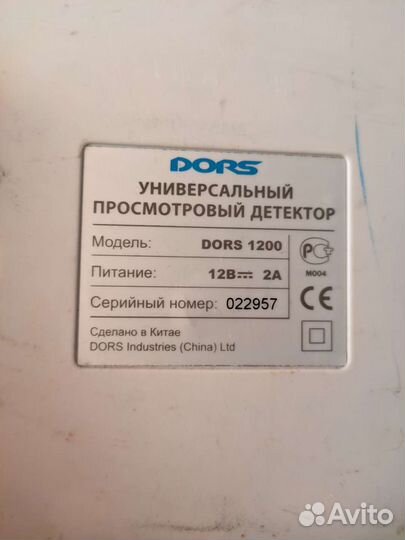 DORS
УНИВЕРСАЛЬНЫЙ
ПРОСМОТРОВЫЙ ДЕТЕКТОР
Модель: DORS 1200
Питание: 12В 2А
Серийный номер: 022957
Сделано в Китае
DORS Industries (China) Ltd
РСТ
М004
CE
Avito